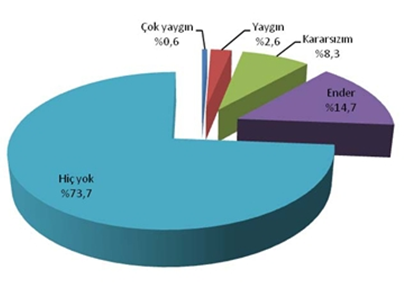 Çok yaygın
%0,6
Yaygın
%2,6
Kararsızım
%8,3
Ender
%14,7
Hiç yok
%73,7